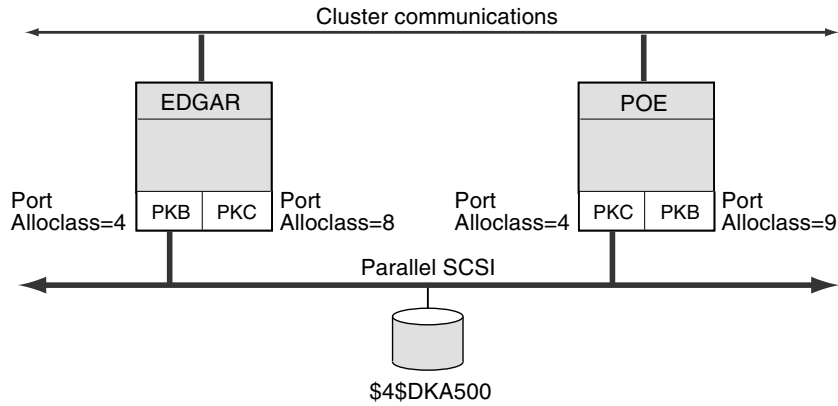 Cluster communications
EDGAR
POE
Port
Alloclass=4
PKB
PKC
Port
Alloclass=8
Port
Alloclass=4
PKC
PKB
Port
Alloclass=9
Parallel SCSI
$4$DKA500